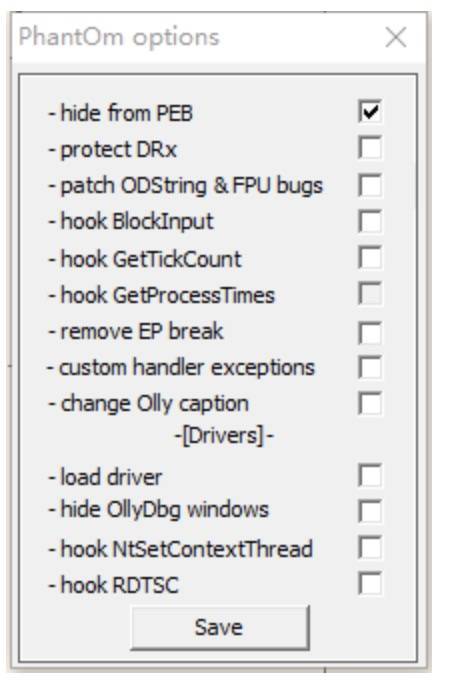 PhantOm options
- hide from PEB
- protect DRx
- patch ODString & FPU bugs
- hook BlockInput
- hook GetTickCount
- hook GetProcessTimes
- remove EP break
- custom handler exceptions
- change Olly caption
-[Drivers]-
- load driver
- hide OllyDbg windows
- hook NtSetContextThread
- hook RDTSC
Save